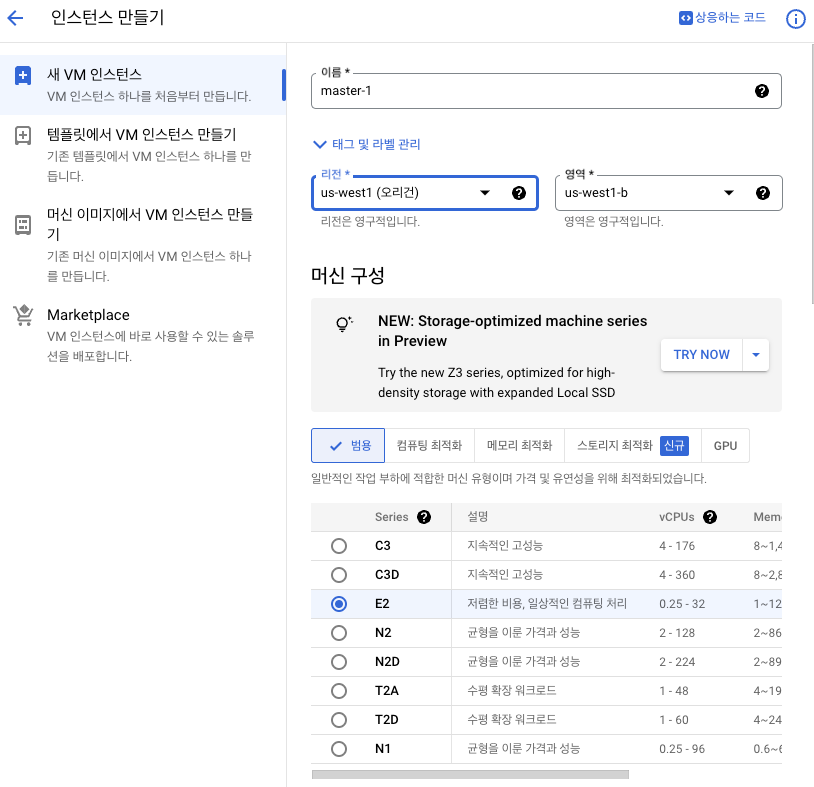 인스턴스 만들기
상응하는 코드
새 VM 인스턴스
VM 인스턴스 하나를 처음부터 만듭니다.
템플릿에서 VM 인스턴스 만들기
기존 템플릿에서 VM 인스턴스 하나를 만
듭니다.
머신 이미지에서 VM 인스턴스 만들
기
기존 머신 이미지에서 VM 인스턴스 하나
를 만듭니다.
Marketplace
VM 인스턴스에 바로 사용할 수 있는 솔루
션을 배포합니다.
이름 *
master-1
태그 및 라벨 관리
리전 * 영역 *
us-west1 (오리건) us-west1-b
리전은 영구적입니다. 영역은 영구적입니다.
머신 구성
NEW: Storage-optimized machine series
in Preview
Try the new Z3 series, optimized for high-
density storage with expanded Local SSD
TRY NOW
범용 컴퓨팅 최적화 메모리 최적화 스토리지 최적화 신규 GPU
일반적인 작업 부하에 적합한 머신 유형이며 가격 및 유연성을 위해 최적화되었습니다.
Series 설명 vCPUs Mem
C3 지속적인 고성능 4 - 176 8~1,4
C3D 지속적인 고성능 4 - 360 8~2,8
E2 저렴한 비용, 일상적인 컴퓨팅 처리 0.25 - 32 1~12
N2 균형을 이룬 가격과 성능 2 - 128 2~86
N2D 균형을 이룬 가격과 성능 2 - 224 2~89
T2A 수평 확장 워크로드 1 - 48 4~19
T2D 수평 확장 워크로드 1 - 60 4~24
N1 균형을 이룬 가격과 성능 0.25 - 96 0.6~6